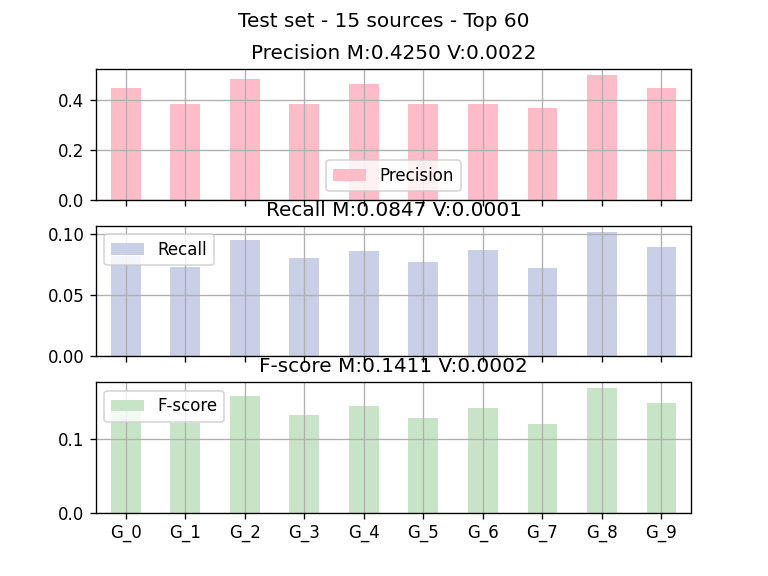 Test set - 15 sources - Top 60
Precision M:0.4250 V:0.0022
0.4
0.2
0.0
Precision
Recall M:0.0847 V:0.0001
0.10
0.05
0.00
Recall
F-score M:0.1411 V:0.0002
0.1
0.0
F-score
G_0 G_1 G_2 G_3 G_4 G_5 G_6 G_7 G_8 G_9